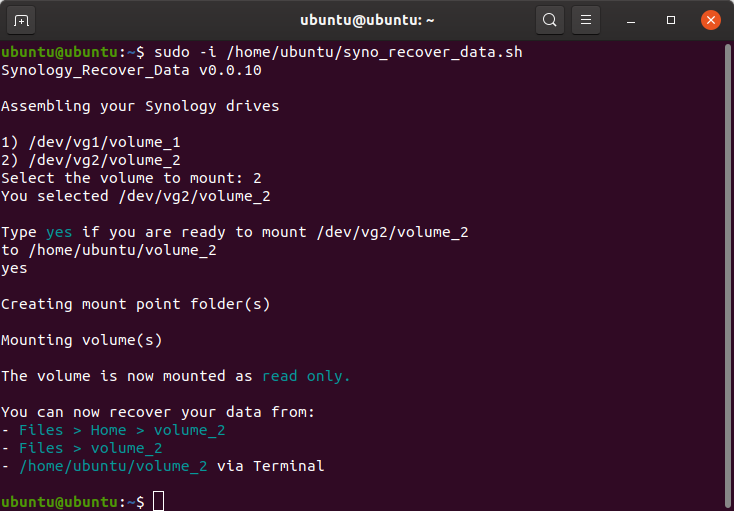 ubuntu@ubuntu: ~
ubuntu@ubuntu:~$ sudo -i /home/ubuntu/syno_recover_data.sh
Synology_Recover_Data v0.0.10
Assembling your Synology drives
1) /dev/vg1/volume_1
2) /dev/vg2/volume_2
Select the volume to mount: 2
You selected /dev/vg2/volume_2
Type yes if you are ready to mount /dev/vg2/volume_2
to /home/ubuntu/volume_2
yes
Creating mount point folder(s)
Mounting volume(s)
The volume is now mounted as read only.
You can now recover your data from:
- Files > Home > volume_2
- Files > volume_2
- /home/ubuntu/volume_2 via Terminal
ubuntu@ubuntu:~$